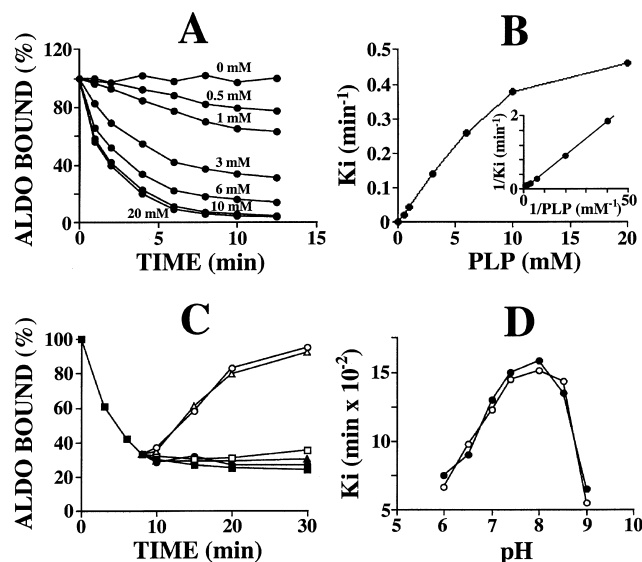 A
ALDO BOUND (%)
120
80
40
0
0 mM
0.5 mM
1 mM
3 mM
6 mM
10 mM
20 mM
0
5
10
15
TIME (min)
B
Ki (min-1)
0.5
0.4
0.3
0.2
0.1
0
0
5
10
15
20
PLP (mM)
1/Ki (min-1)
2
1
0
0
50
1/PLP (mM-1)
C
ALDO BOUND (%)
100
80
60
40
20
0
0
10
20
30
TIME (min)
D
Ki (min x 10-2)
15
10
5
5
6
7
8
9
10
pH